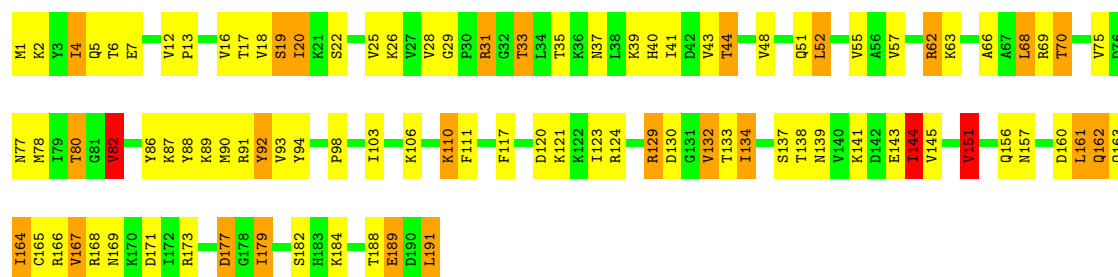 M1 K2 Y3 I4 Q5 T6 E7 V12 P13 V16 T17 V18 S19 I20 K21 S22 V25 K26 V27 V28 G29 P30 R31 G32 T33 L34 T35 K36 N37 L38 K39 H40 I41 D42 V43 T44 V48 Q51 L52 V55 A56 V57 R62 K63 A66 A67 L68 R69 T70 V75
N77 M78 I79 T80 G81 V82 Y86 K87 Y88 K89 M90 R91 Y92 V93 Y94 P98 I103 K106 K110 F111 F117 D120 K121 K122 I123 R124 R129 D130 G131 V132 T133 I134 S137 T138 N139 V140 K141 D142 E143 I144 V145 V151 Q156 N157 D160 L161 Q162
I164 C165 R166 V167 R168 N169 K170 D171 I172 R173 D177 G178 I179 S182 H183 K184 T188 E189 D190 L191